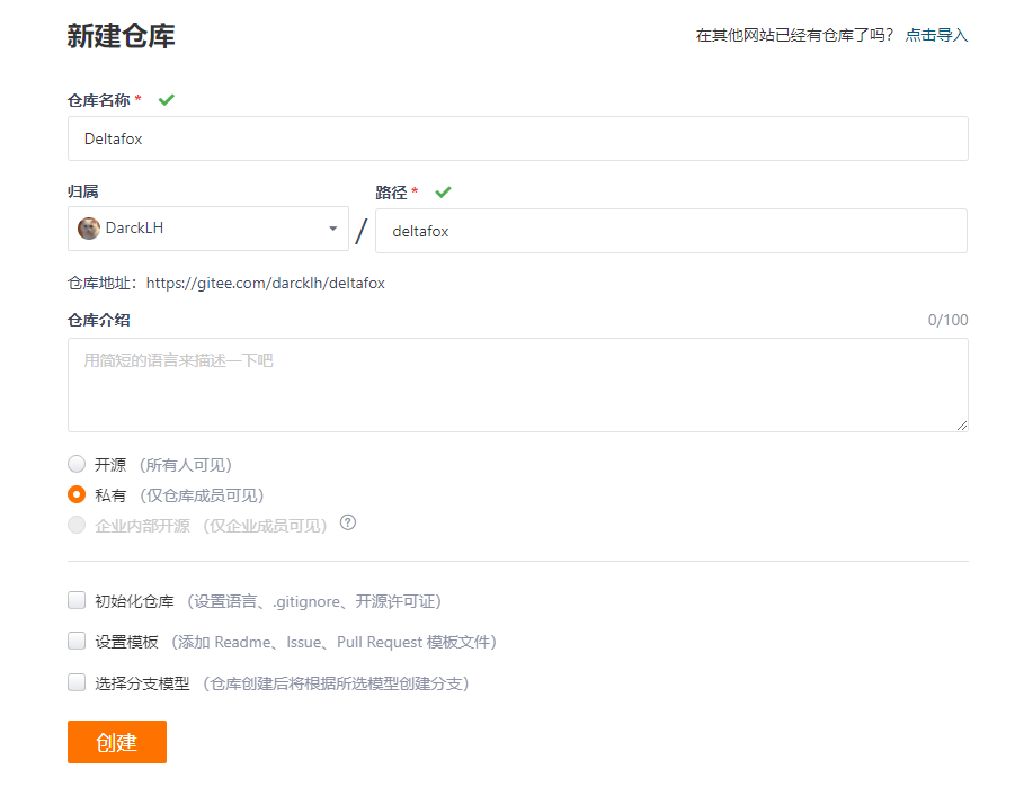 新建仓库
在其他网站已经有仓库了吗? 点击导入
仓库名称 *
Deltafox
归属
路径 *
DarckLH / deltafox
仓库地址：https://gitee.com/darcklh/deltafox
仓库介绍 0/100
用简短的语言来描述一下吧
开源 （所有人可见）
私有 （仅仓库成员可见）
企业内部开源 （仅企业成员可见） ?
初始化仓库 （设置语言、.gitignore、开源许可证）
设置模板 （添加 Readme、Issue、Pull Request 模板文件）
选择分支模型 （仓库创建后将根据所选模型创建分支）
创建